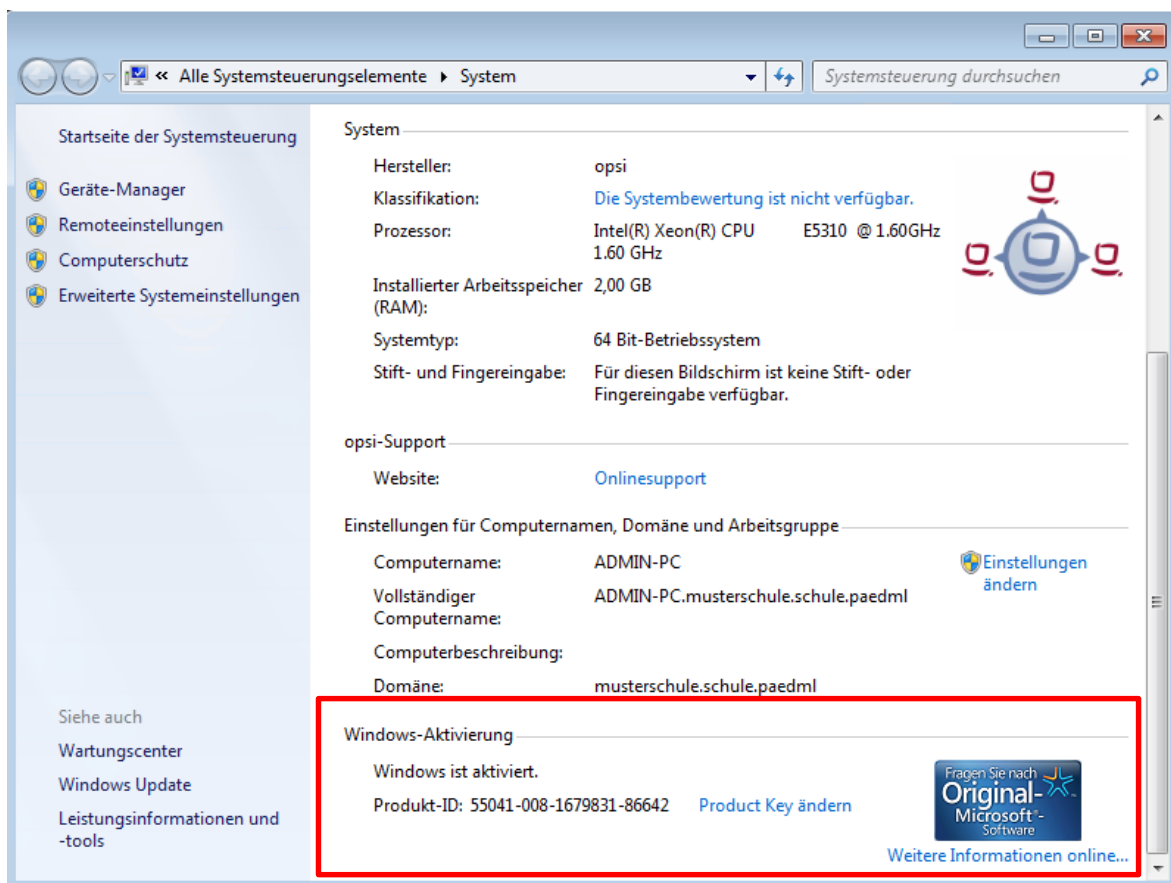 « Alle Systemsteuerungselemente ▸ System
Systemsteuerung durchsuchen
Startseite der Systemsteuerung
Geräte-Manager
Remoteeinstellungen
Computerschutz
Erweiterte Systemeinstellungen
Siehe auch
Wartungscenter
Windows Update
Leistungsinformationen und
-tools
System
Hersteller: opsi
Klassifikation: Die Systembewertung ist nicht verfügbar.
Prozessor: Intel(R) Xeon(R) CPU E5310 @ 1.60GHz
1.60 GHz
Installierter Arbeitsspeicher 2,00 GB
(RAM):
Systemtyp: 64 Bit-Betriebssystem
Stift- und Fingereingabe: Für diesen Bildschirm ist keine Stift- oder
Fingereingabe verfügbar.
opsi-Support
Website: Onlinesupport
Einstellungen für Computernamen, Domäne und Arbeitsgruppe
Computername: ADMIN-PC
Einstellungen
ändern
Vollständiger ADMIN-PC.musterschule.schule.paedml
Computername:
Computerbeschreibung:
Domäne: musterschule.schule.paedml
Windows-Aktivierung
Windows ist aktiviert.
Produkt-ID: 55041-008-1679831-86642 Product Key ändern
Fragen Sie nach
Original-
Microsoft®-
Software
Weitere Informationen online...